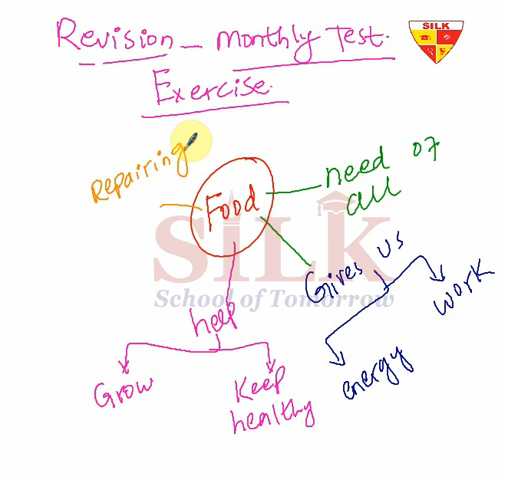 Revision - Monthly Test.
Exercise.
SILK
Repairing
Food
need of
all
Gives us
work
energy
help
Grow
Keep
healthy
SILK
School of Tomorrow